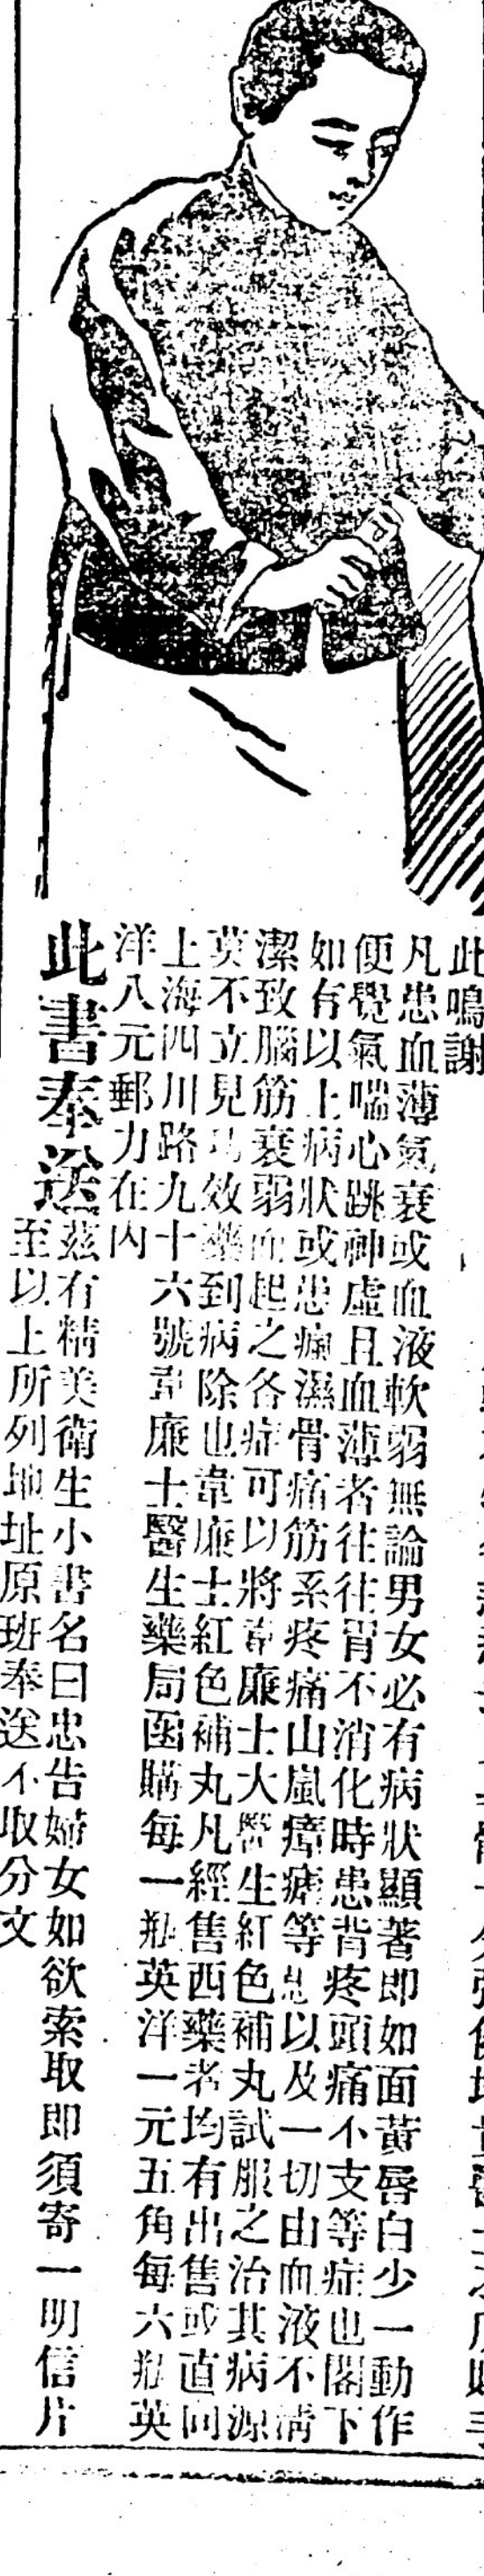 此鳴謝
凡患血薄氣衰或血液軟弱無論男女必有病狀顯著即如面黃唇白少一動作
便覺氣喘心跳神虛且血薄者往往胃不消化時患背疼頭痛不支等症也閣下
如有以上病狀或患瘋濕骨痛筋系疼痛山嵐瘴瘧等患以及一切由血液不清
潔致腦筋衰弱而起之各症可以將韋廉士大醫生紅色補丸試服之治其病源
莫不立見功效藥到病除也韋廉士紅色補丸凡經售西藥者均有出售或直向
上海四川路九十六號韋廉士醫生藥局函購每一瓶英洋一元五角每六瓶英
洋八元郵力在內
此書奉送
茲有精美衛生小書名曰忠告婦女如欲索取即須寄一明信片
至以上所列地址原班奉送不取分文